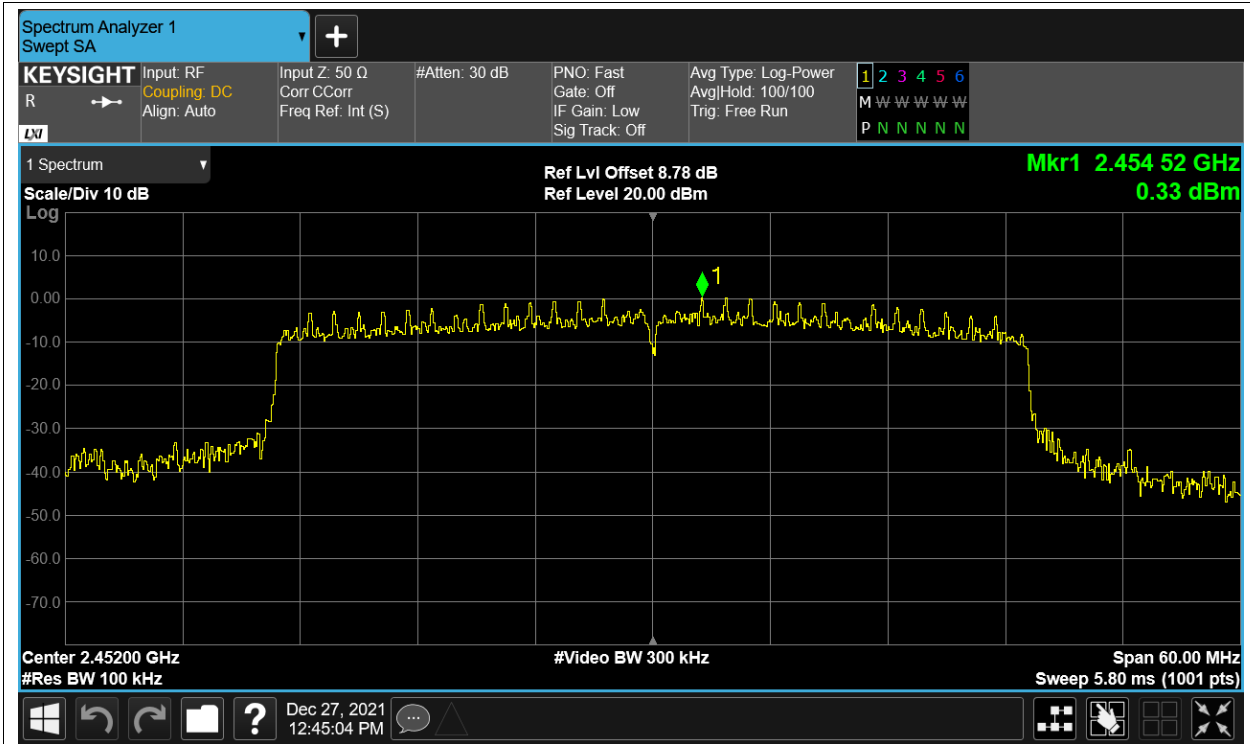 Spectrum Analyzer 1
Swept SA
+
KEYSIGHT
R
LXI
Input: RF
Coupling: DC
Align: Auto
Input Z: 50 Ω
Corr CCorr
Freq Ref: Int (S)
#Atten: 30 dB
PNO: Fast
Gate: Off
IF Gain: Low
Sig Track: Off
Avg Type: Log-Power
Avg|Hold: 100/100
Trig: Free Run
1 2 3 4 5 6
M W W W W W
P N N N N N
1 Spectrum
Scale/Div 10 dB
Log
Ref Lvl Offset 8.78 dB
Ref Level 20.00 dBm
Mkr1 2.454 52 GHz
0.33 dBm
1
10.0
0.00
-10.0
-20.0
-30.0
-40.0
-50.0
-60.0
-70.0
Center 2.45200 GHz
#Res BW 100 kHz
#Video BW 300 kHz
Span 60.00 MHz
Sweep 5.80 ms (1001 pts)
?
Dec 27, 2021
12:45:04 PM